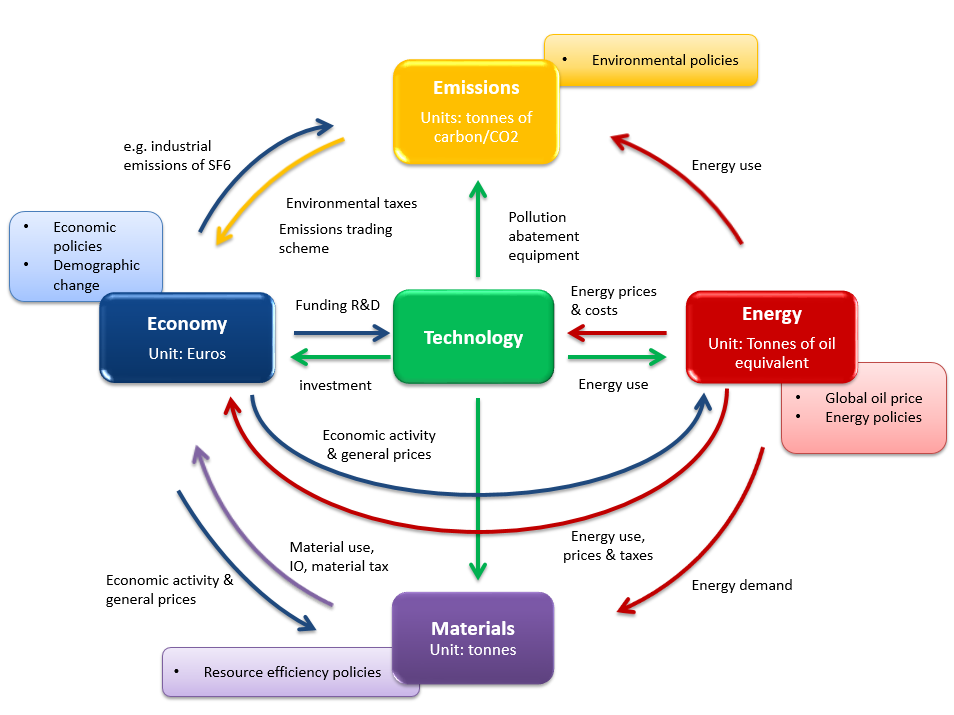 • Environmental policies
Emissions
Units: tonnes of
carbon/CO2
e.g. industrial
emissions of SF6
Energy use
Environmental taxes
Emissions trading
scheme
Pollution
abatement
equipment
• Economic
policies
• Demographic
change
Economy
Unit: Euros
Funding R&D
investment
Technology
Energy prices
& costs
Energy use
Energy
Unit: Tonnes of oil
equivalent
• Global oil price
• Energy policies
Economic activity
& general prices
Energy use,
prices & taxes
Material use,
IO, material tax
Economic activity &
general prices
Energy demand
Materials
Unit: tonnes
• Resource efficiency policies